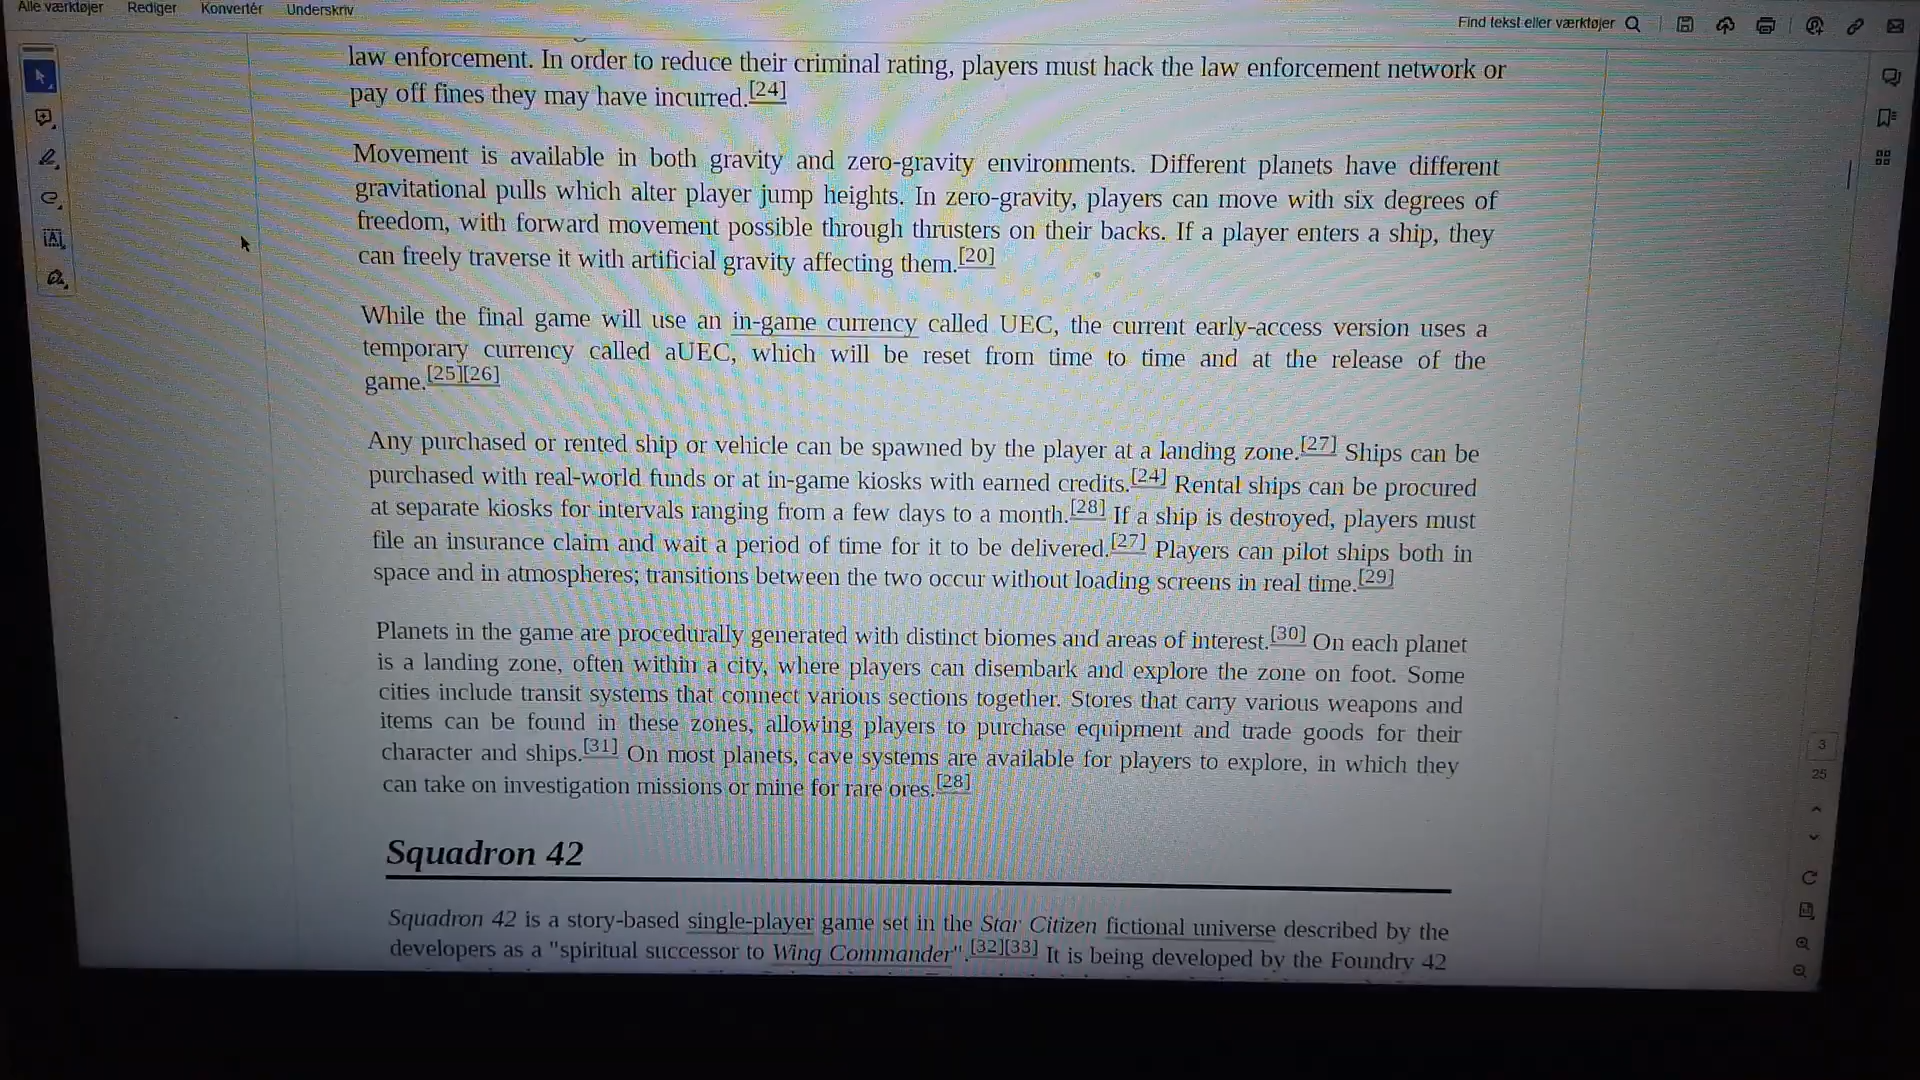 Alle værktøjer Rediger Konvertér Underskriv
Find tekst eller værktøjer
law enforcement. In order to reduce their criminal rating, players must hack the law enforcement network or
pay off fines they may have incurred.[24]
Movement is available in both gravity and zero-gravity environments. Different planets have different
gravitational pulls which alter player jump heights. In zero-gravity, players can move with six degrees of
freedom, with forward movement possible through thrusters on their backs. If a player enters a ship, they
can freely traverse it with artificial gravity affecting them.[20]
While the final game will use an in-game currency called UEC, the current early-access version uses a
temporary currency called aUEC, which will be reset from time to time and at the release of the
game.[25][26]
Any purchased or rented ship or vehicle can be spawned by the player at a landing zone.[27] Ships can be
purchased with real-world funds or at in-game kiosks with earned credits.[24] Rental ships can be procured
at separate kiosks for intervals ranging from a few days to a month.[28] If a ship is destroyed, players must
file an insurance claim and wait a period of time for it to be delivered.[27] Players can pilot ships both in
space and in atmospheres; transitions between the two occur without loading screens in real time.[29]
Planets in the game are procedurally generated with distinct biomes and areas of interest.[30] On each planet
is a landing zone, often within a city, where players can disembark and explore the zone on foot. Some
cities include transit systems that connect various sections together. Stores that carry various weapons and
items can be found in these zones, allowing players to purchase equipment and trade goods for their
character and ships.[31] On most planets, cave systems are available for players to explore, in which they
can take on investigation missions or mine for rare ores.[28]
3
25
Squadron 42
Squadron 42 is a story-based single-player game set in the Star Citizen fictional universe described by the
developers as a "spiritual successor to Wing Commander".[32][33] It is being developed by the Foundry 42